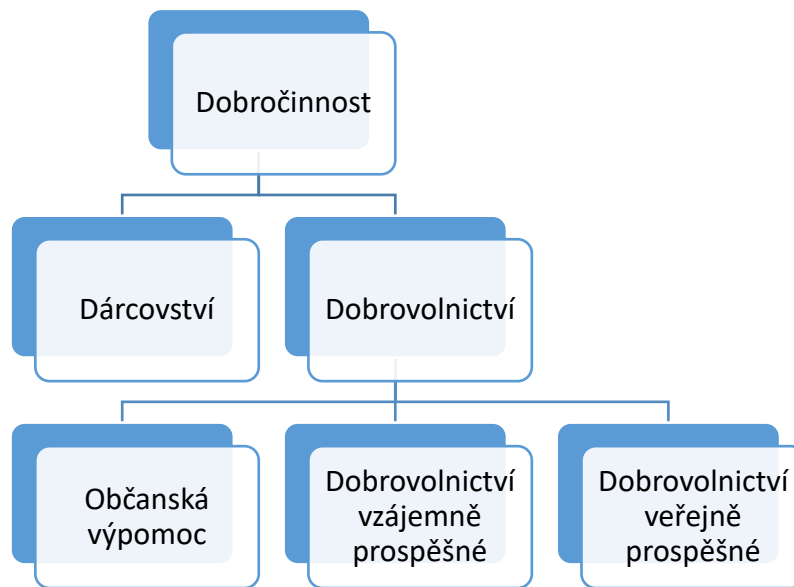 Dobročinnost
Dárcovství
Dobrovolnictví
Občanská
výpomoc
Dobrovolnictví
vzájemně
prospěšné
Dobrovolnictví
veřejně
prospěšné